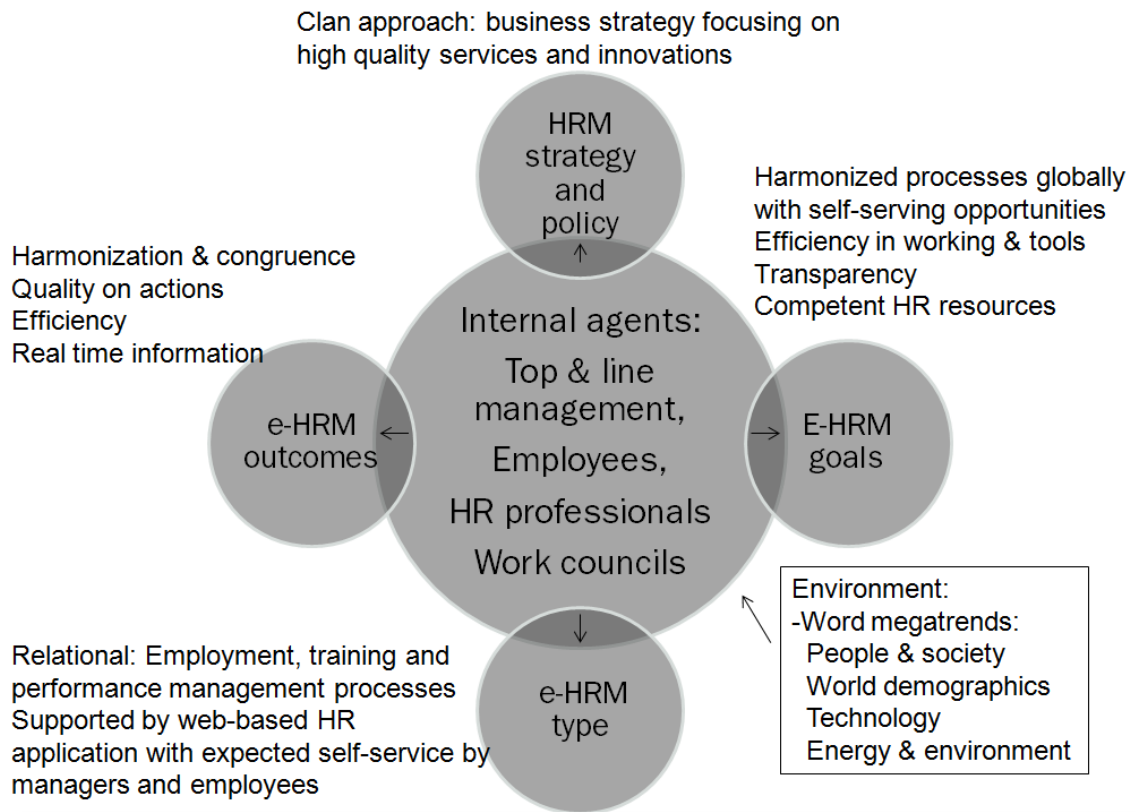 Clan approach: business strategy focusing on
high quality services and innovations
HRM
strategy
and
policy
Harmonized processes globally
with self-serving opportunities
Efficiency in working & tools
Transparency
Competent HR resources
Harmonization & congruence
Quality on actions
Efficiency
Real time information
Internal agents:
Top & line
management,
Employees,
HR professionals
Work councils
e-HRM
outcomes
E-HRM
goals
Environment:
-Word megatrends:
People & society
World demographics
Technology
Energy & environment
Relational: Employment, training and
performance management processes
Supported by web-based HR
application with expected self-service by
managers and employees
e-HRM
type